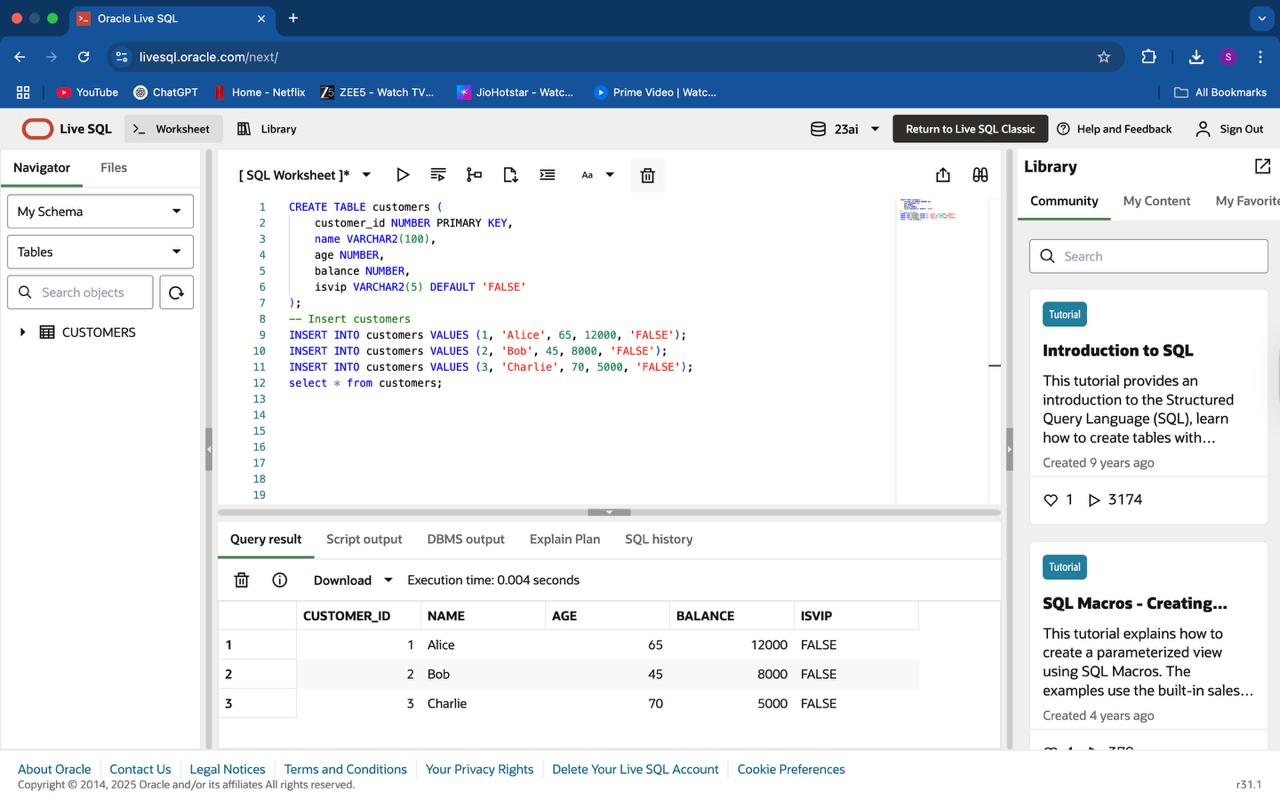 Oracle Live SQL
livesql.oracle.com/next/
S
YouTube
ChatGPT
Home - Netflix
ZEE5 - Watch TV...
JioHotstar - Watc...
Prime Video | Watc...
All Bookmarks
Live SQL
Worksheet
Library
23ai
Return to Live SQL Classic
Help and Feedback
Sign Out
Navigator
Files
My Schema
Tables
Search objects
CUSTOMERS
[ SQL Worksheet ]*
Aa
1 CREATE TABLE customers (
2 customer_id NUMBER PRIMARY KEY,
3 name VARCHAR2(100),
4 age NUMBER,
5 balance NUMBER,
6 isvip VARCHAR2(5) DEFAULT 'FALSE'
7 );
8 -- Insert customers
9 INSERT INTO customers VALUES (1, 'Alice', 65, 12000, 'FALSE');
10 INSERT INTO customers VALUES (2, 'Bob', 45, 8000, 'FALSE');
11 INSERT INTO customers VALUES (3, 'Charlie', 70, 5000, 'FALSE');
12 select * from customers;
13
14
15
16
17
18
19
Query result
Script output
DBMS output
Explain Plan
SQL history
Download
Execution time: 0.004 seconds
CUSTOMER_ID NAME AGE BALANCE ISVIP
1 1 Alice 65 12000 FALSE
2 2 Bob 45 8000 FALSE
3 3 Charlie 70 5000 FALSE
Library
Community
My Content
My Favorite
Search
Tutorial
Introduction to SQL
This tutorial provides an
introduction to the Structured
Query Language (SQL), learn
how to create tables with...
Created 9 years ago
1 3174
Tutorial
SQL Macros - Creating...
This tutorial explains how to
create a parameterized view
using SQL Macros. The
examples use the built-in sales...
Created 4 years ago
About Oracle
Contact Us
Legal Notices
Terms and Conditions
Your Privacy Rights
Delete Your Live SQL Account
Cookie Preferences
Copyright © 2014, 2025 Oracle and/or its affiliates All rights reserved.
r31.1